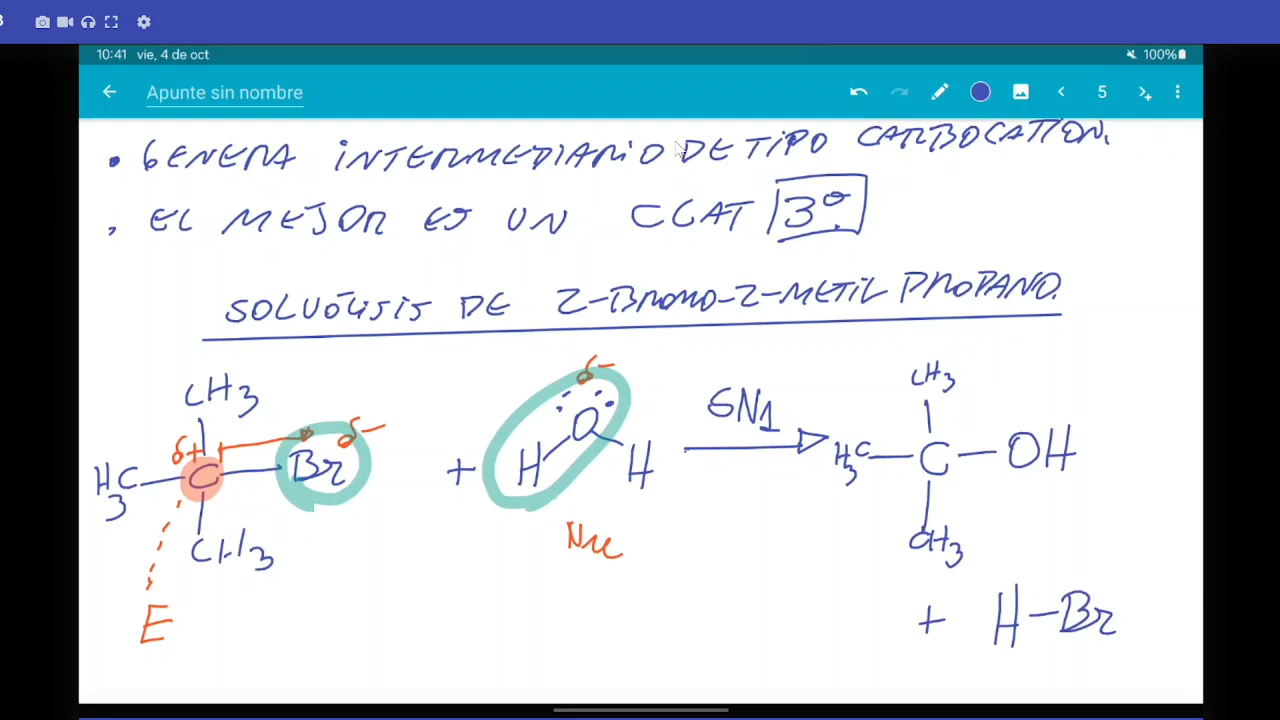 3
10:41 vie, 4 de oct 100%
Apunte sin nombre 5
• GENERA INTERMEDIARIO DE TIPO CARBOCATION.
. EL MEJOR ES UN CCAT 3º.
SOLVÓLISIS DE 2-BROMO-2-METIL PROPANO.
CH3
δ+
H3C C Br δ-
CH3
E
+
δ-
H O H
Nu
SN1
CH3
H3C C OH
CH3
+ H-Br